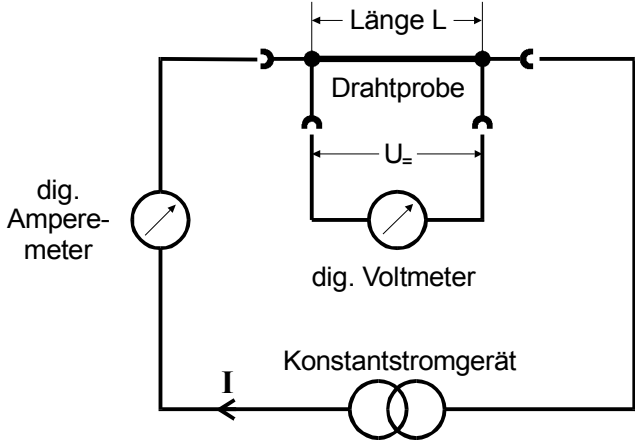 Länge L
Drahtprobe
U=
dig.
Ampere-
meter
dig. Voltmeter
Konstantstromgerät
I